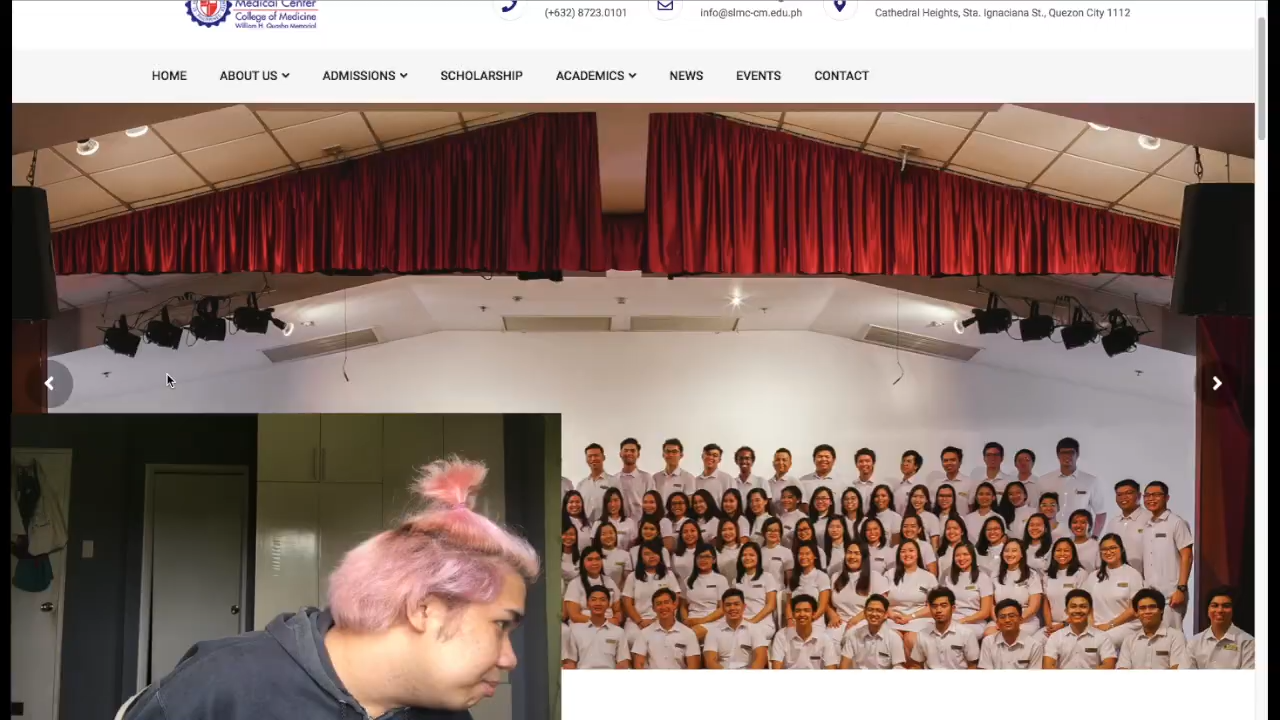 Medical Center
College of Medicine
William H. Quasha Memorial
(+632) 8723.0101
info@slmc-cm.edu.ph
Cathedral Heights, Sta. Ignaciana St., Quezon City 1112
HOME
ABOUT US
ADMISSIONS
SCHOLARSHIP
ACADEMICS
NEWS
EVENTS
CONTACT